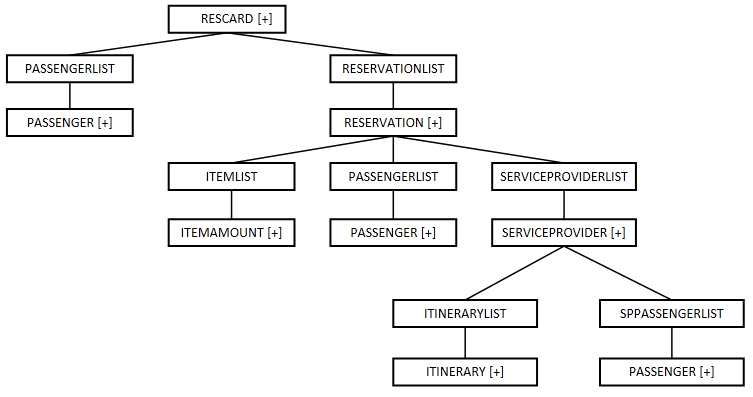 RESCARD [+]
PASSENGERLIST
RESERVATIONLIST
PASSENGER [+]
RESERVATION [+]
ITEMLIST
PASSENGERLIST
SERVICEPROVIDERLIST
ITEMAMOUNT [+]
PASSENGER [+]
SERVICEPROVIDER [+]
ITINERARYLIST
SPPASSENGERLIST
ITINERARY [+]
PASSENGER [+]